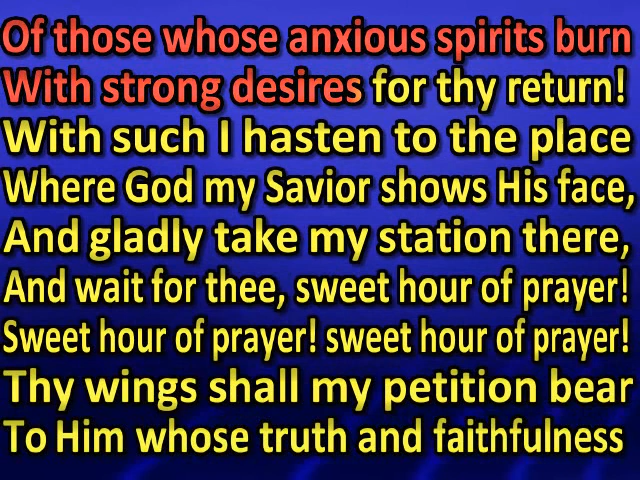 Of those whose anxious spirits burn
With strong desires for thy return!
With such I hasten to the place
Where God my Savior shows His face,
And gladly take my station there,
And wait for thee, sweet hour of prayer!
Sweet hour of prayer! sweet hour of prayer!
Thy wings shall my petition bear
To Him whose truth and faithfulness